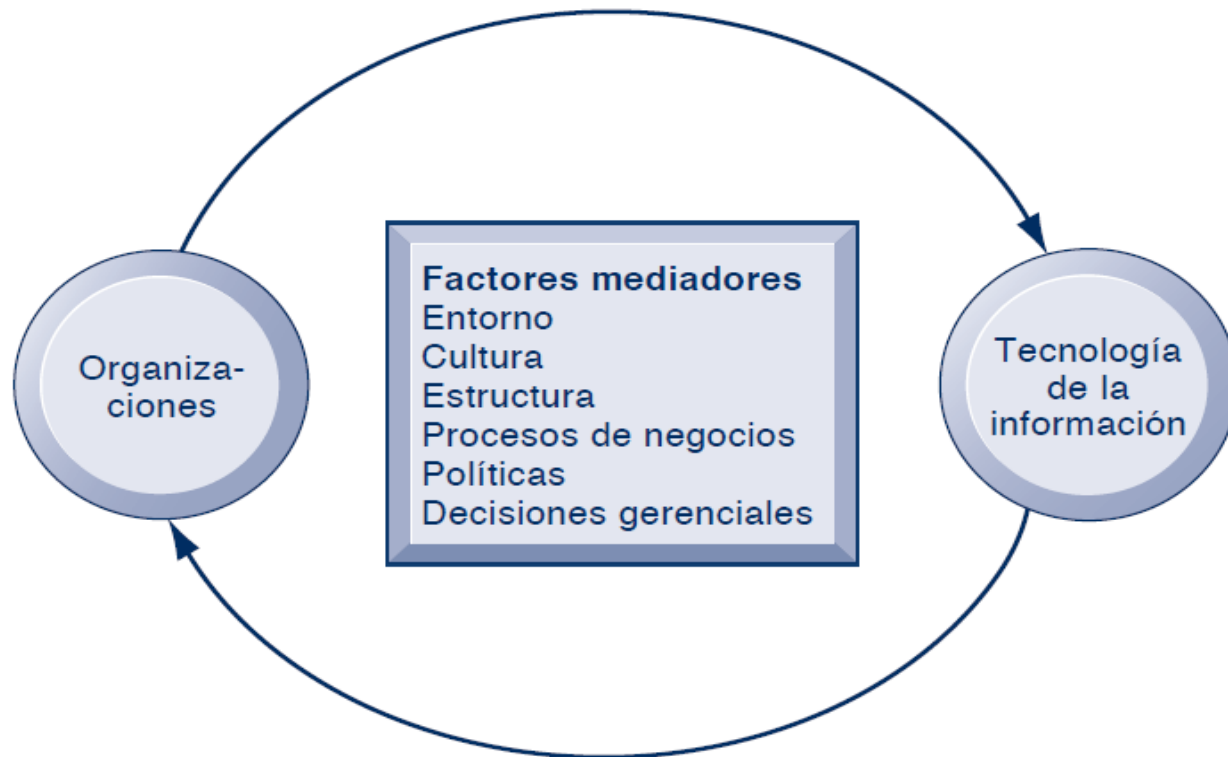 Organiza-
ciones
Factores mediadores
Entorno
Cultura
Estructura
Procesos de negocios
Políticas
Decisiones gerenciales
Tecnología
de la
información